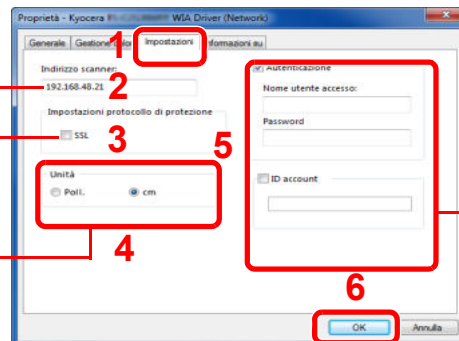 Proprietà - Kyocera WIA Driver (Network)
Generale
Gestione
Impostazioni
Informazioni su
1
Indirizzo scanner:
192.168.48.21
2
Impostazioni protocollo di protezione
SSL
3
Unità
Poll.
cm
4
5
Autenticazione
Nome utente accesso:
Password
ID account
6
OK
Annulla